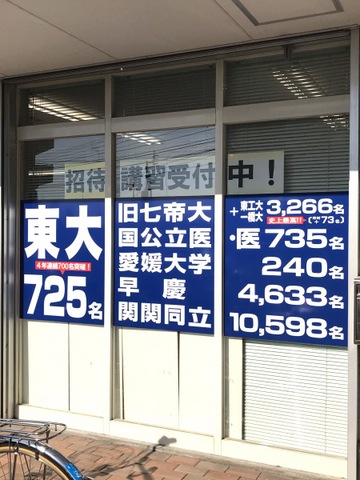 招待講習受付中！
東大
4年連続700名突破！
725名
旧七帝大+東工大 一橋大 3,266名
史上最高!!
国公立医・医 735名
愛媛大学 240名
早慶 4,633名
関関同立 10,598名